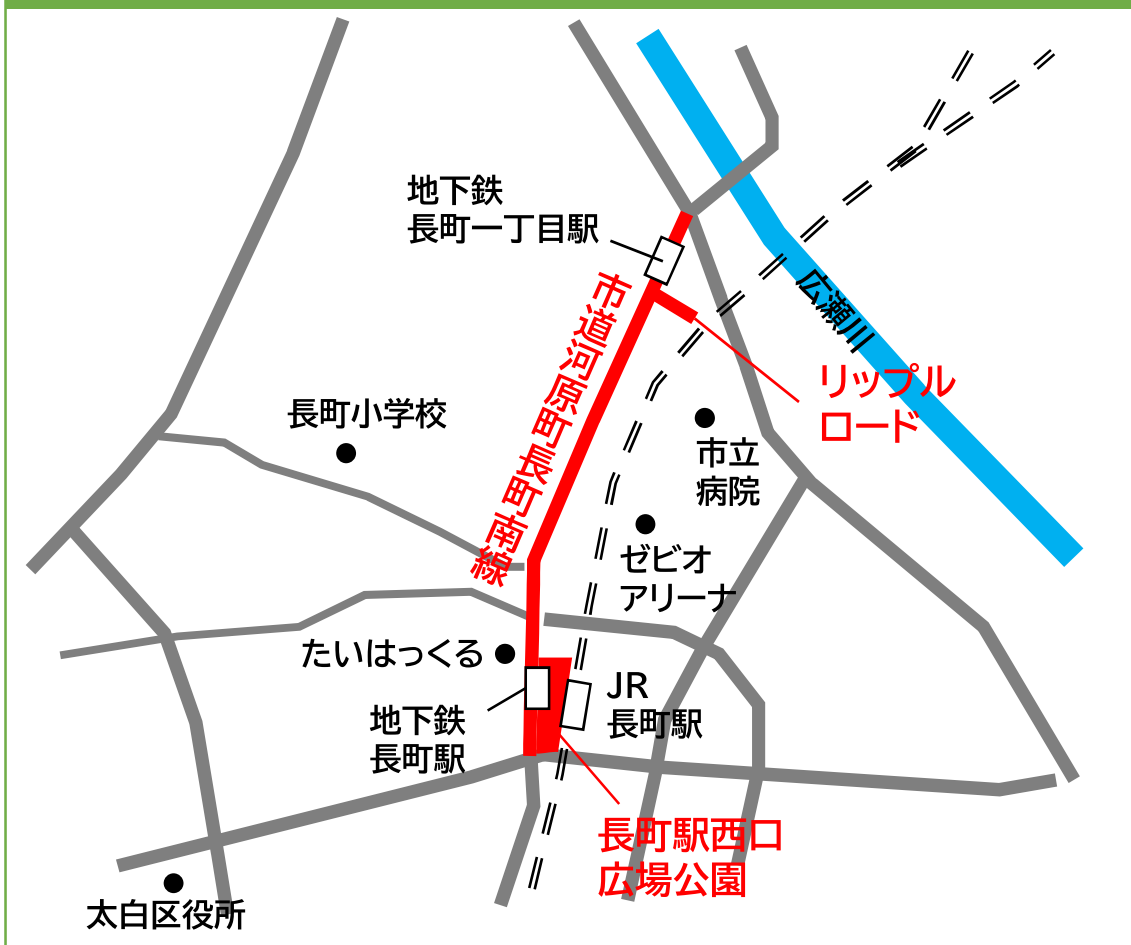 地下鉄
長町一丁目駅
市道河原町長町南線
広瀬川
リップル
ロード
長町小学校
市立
病院
ゼビオ
アリーナ
たいはっくる
JR
長町駅
地下鉄
長町駅
長町駅西口
広場公園
太白区役所